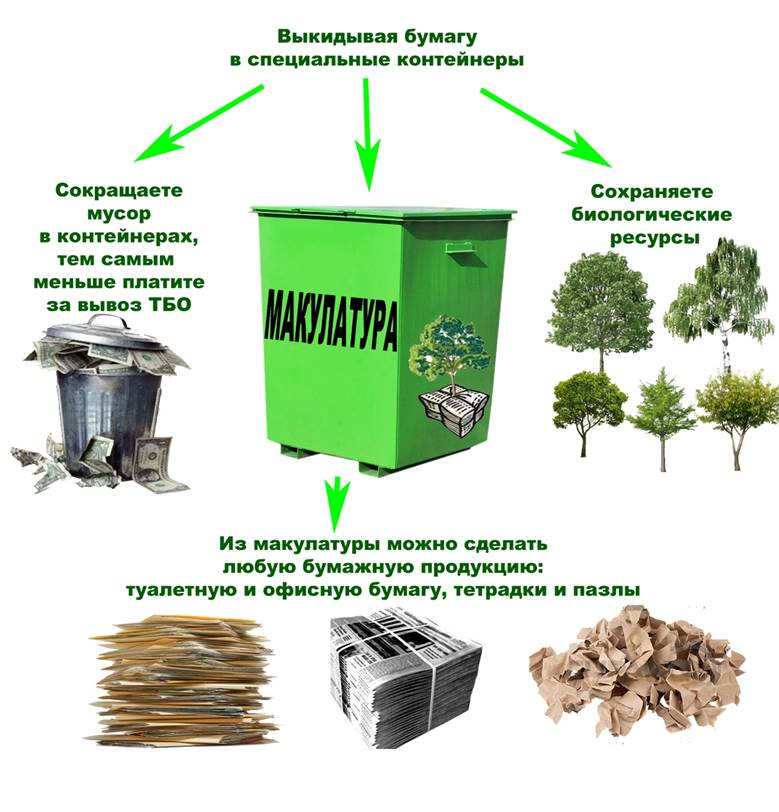 Выкидывая бумагу
в специальные контейнеры
Сокращаете
мусор
в контейнерах,
тем самым
меньше платите
за вывоз ТБО
Сохраняете
биологические
ресурсы
МАКУЛАТУРА
Из макулатуры можно сделать
любую бумажную продукцию:
туалетную и офисную бумагу, тетрадки и пазлы